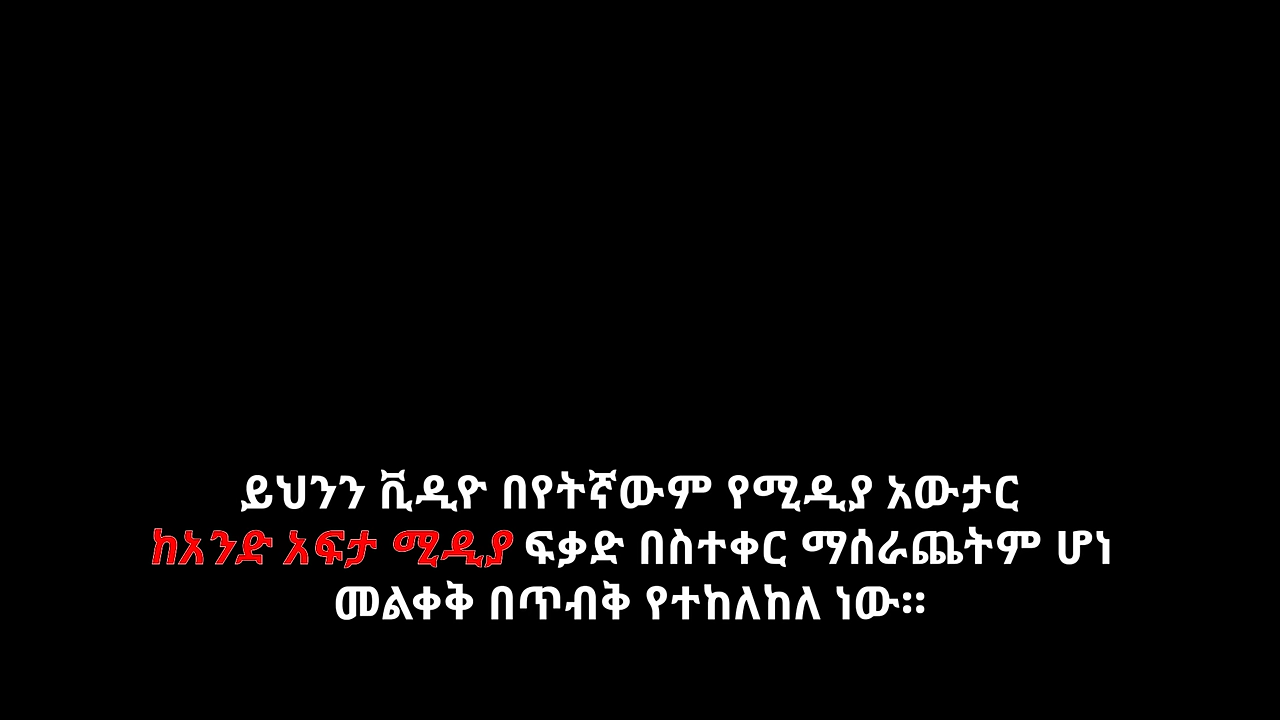 ይህንን ቪዲዮ በየትኛውም የሚዲያ አውታር
ከአንድ አፍታ ሚዲያ ፍቃድ በስተቀር ማሰራጨትም ሆነ
መልቀቅ በጥብቅ የተከለከለ ነው።